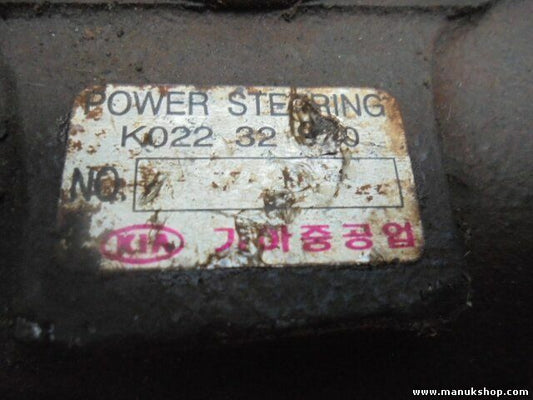 POWER STEERING
K022 32
NO.
KIA 기아중공업
www.manukshop.com